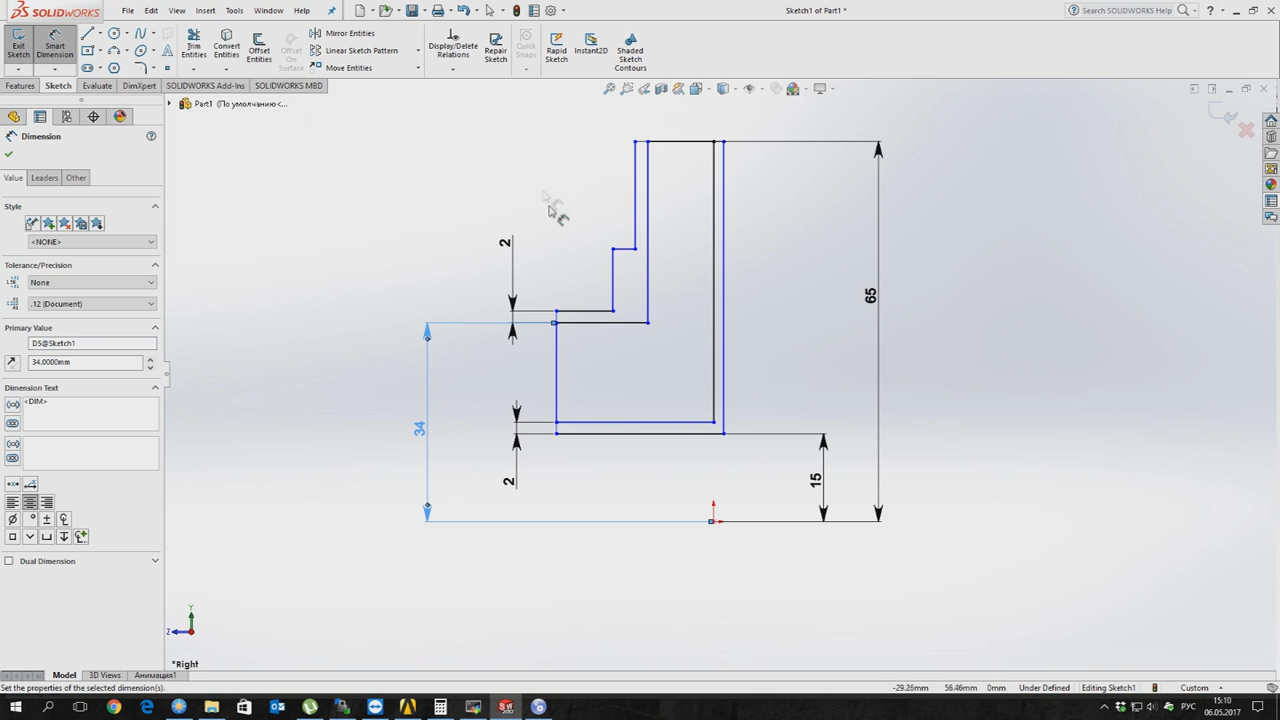 SOLIDWORKS
File
Edit
View
Insert
Tools
Window
Help
Sketch1 of Part1 *
Search SOLIDWORKS Help
Exit Sketch
Smart Dimension
Trim Entities
Convert Entities
Offset Entities
Offset On Surface
Mirror Entities
Linear Sketch Pattern
Move Entities
Display/Delete Relations
Repair Sketch
Quick Snaps
Rapid Sketch
Instant2D
Shaded Sketch Contours
Features
Sketch
Evaluate
DimXpert
SOLIDWORKS Add-Ins
SOLIDWORKS MBD
Part1 (По умолчанию <...
Dimension
Value
Leaders
Other
Style
<NONE>
Tolerance/Precision
None
.12 (Document)
Primary Value
D5@Sketch1
34.0000mm
Dimension Text
<DIM>
Dual Dimension
2
65
34
2
15
Y
Z
*Right
Model
3D Views
Анимация1
Set the properties of the selected dimension(s).
-29.26mm
56.46mm
0mm
Under Defined
Editing Sketch1
Custom
РУС
15:10
06.05.2017